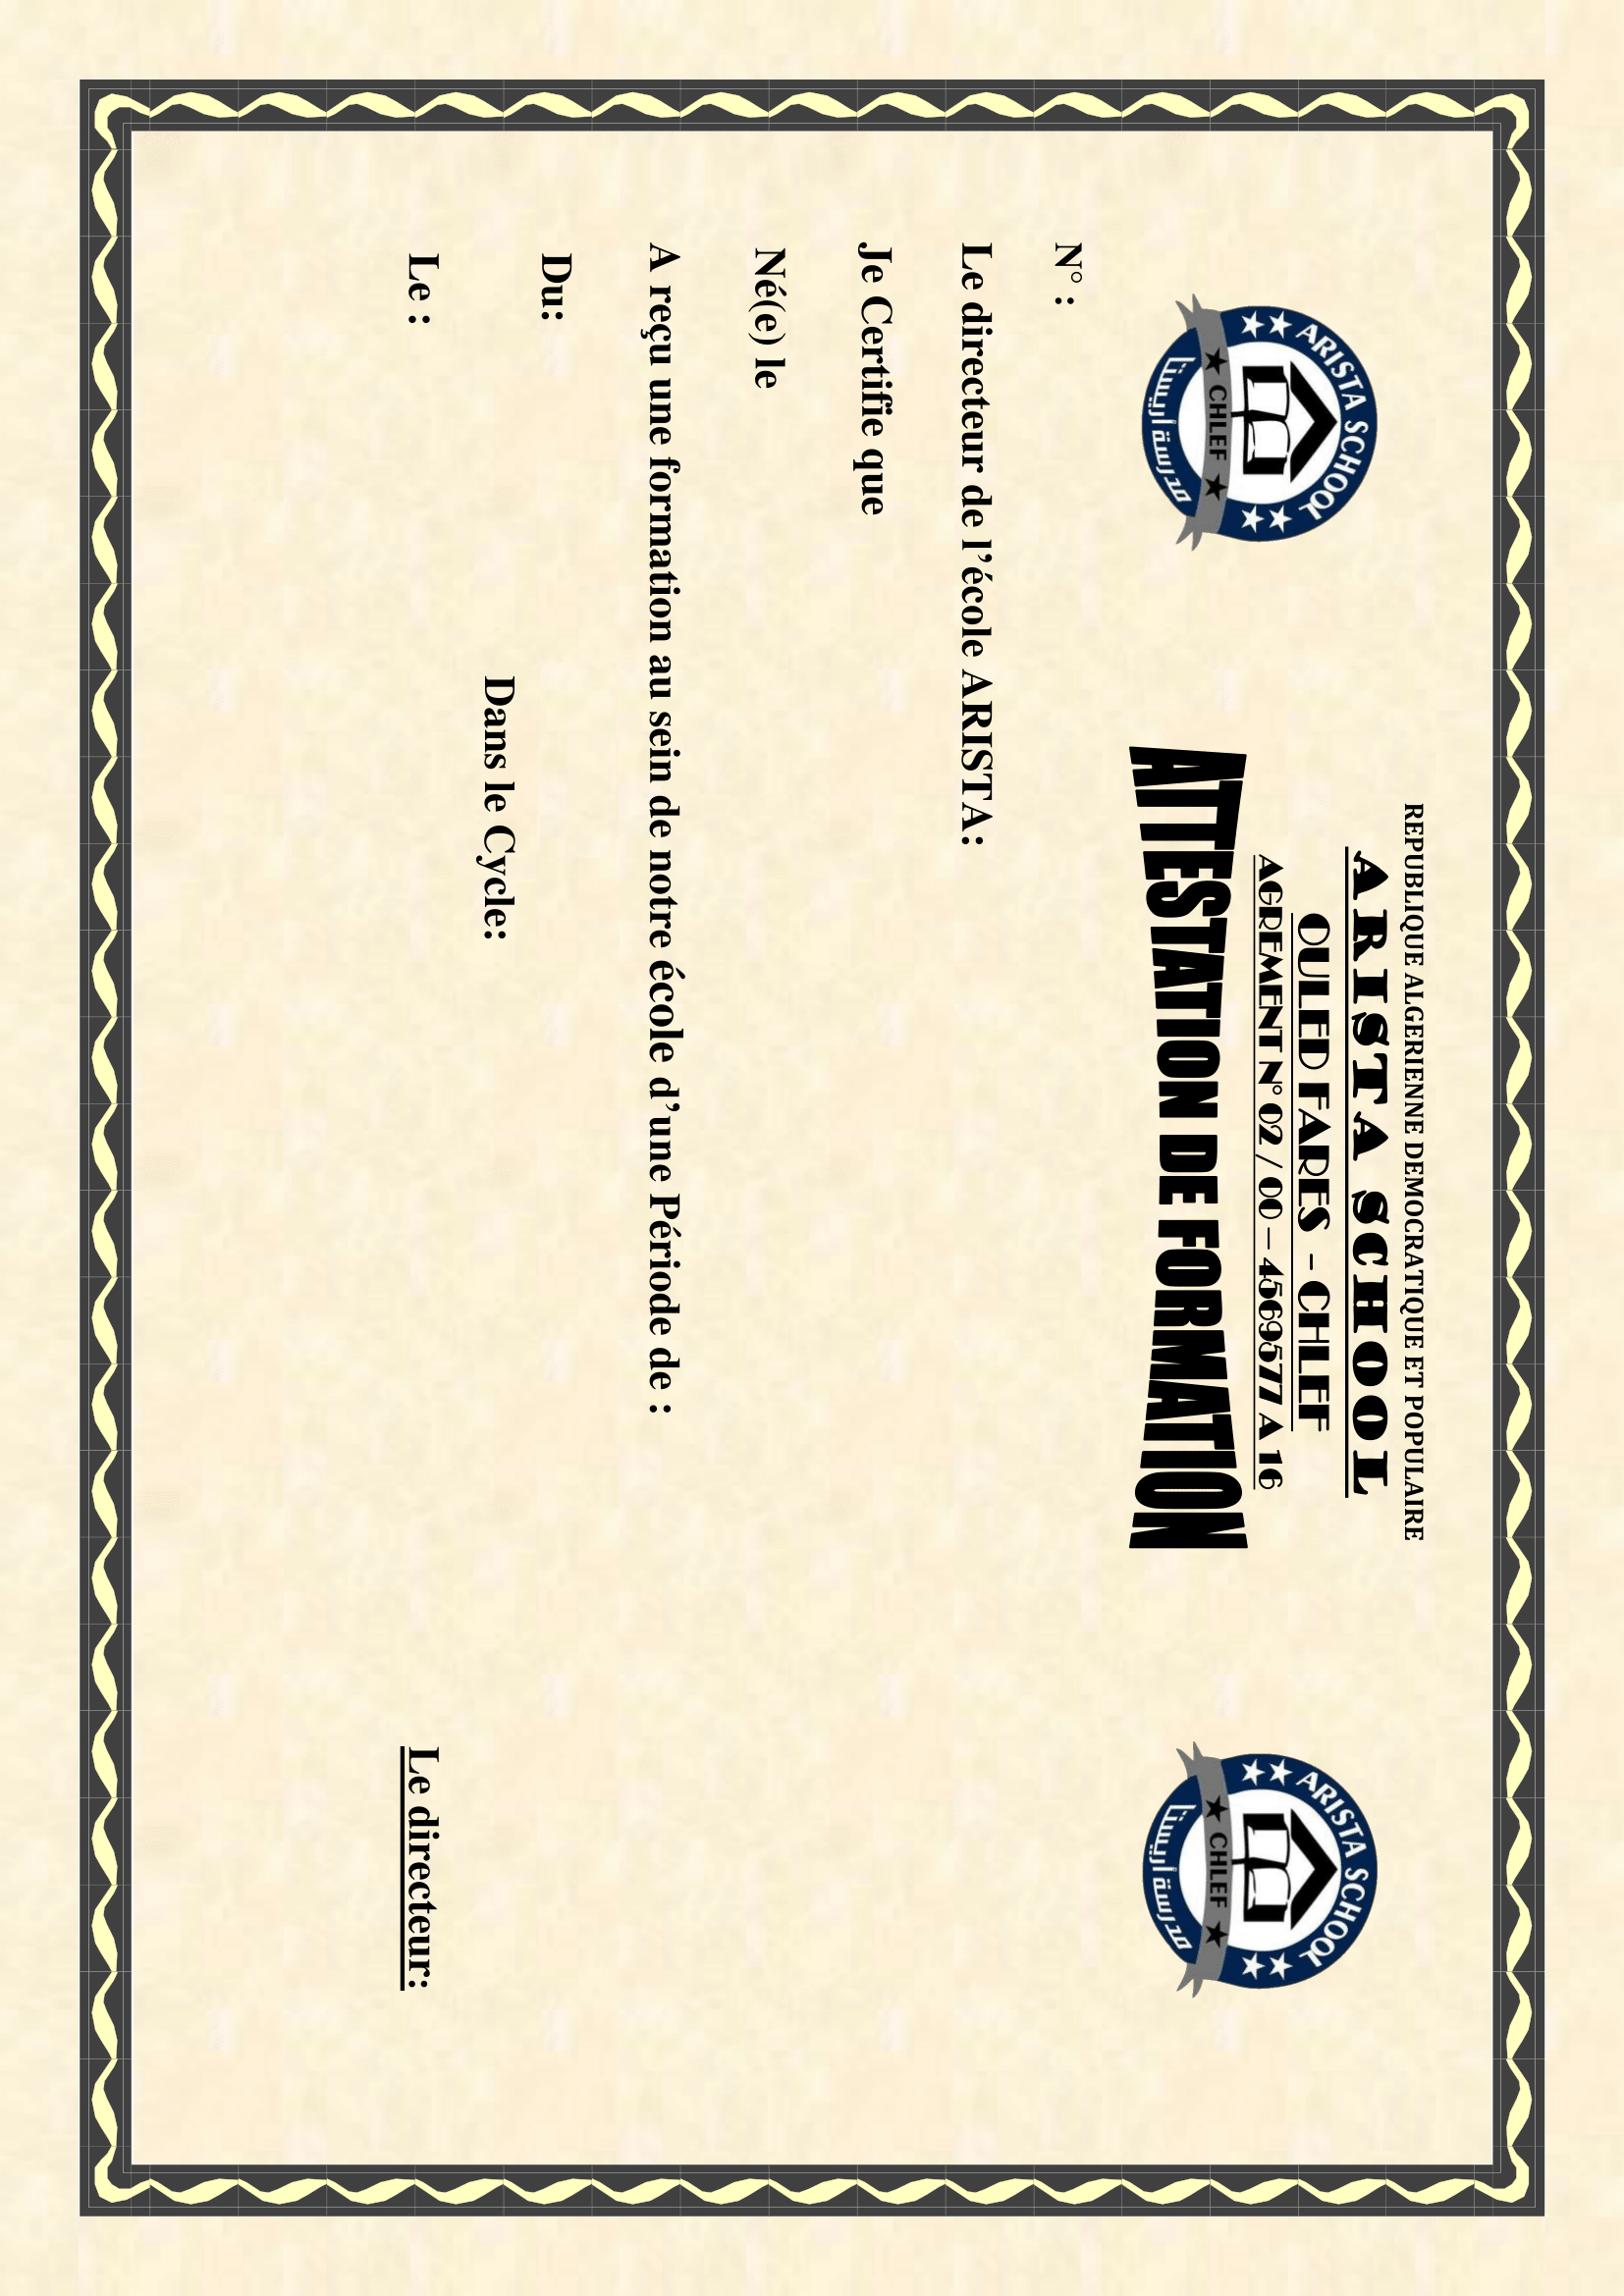 REPUBLIQUE ALGERIENNE DEMOCRATIQUE ET POPULAIRE
ARISTA SCHOOL
OULED FARES - CHLEF
AGREMENT N° 02 / 00 – 4569577 A 16
ATTESTATION DE FORMATION
ARISTA SCHOOL
CHLEF
مدرسة أريستا
ARISTA SCHOOL
CHLEF
مدرسة أريستا
N° :
Le directeur de l’école ARISTA:
Je Certifie que
Né(e) le
A reçu une formation au sein de notre école d’une Période de :
Du:
Dans le Cycle:
Le :
Le directeur: